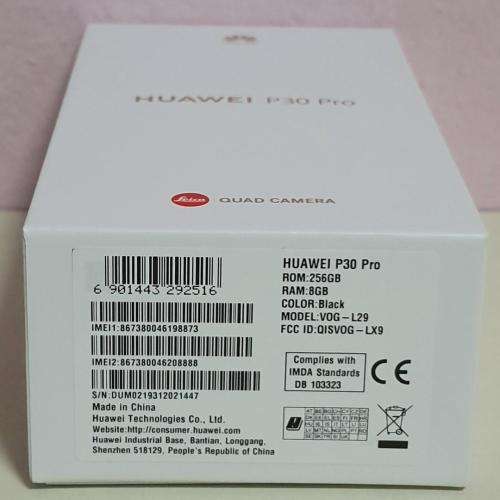 HUAWEI P30 Pro
Leica QUAD CAMERA
6 901443 292516
IMEI1:867380046198873
IMEI2:867380046208888
S/N:DUM0219312021447
Made in China
Huawei Technologies Co., Ltd.
Website:http://consumer.huawei.com
Huawei Industrial Base, Bantian, Longgang,
Shenzhen 518129, People's Republic of China
HUAWEI P30 Pro
ROM:256GB
RAM:8GB
COLOR:Black
MODEL:VOG-L29
FCC ID:QISVOG-LX9
Complies with
IMDA Standards
DB 103323
CE